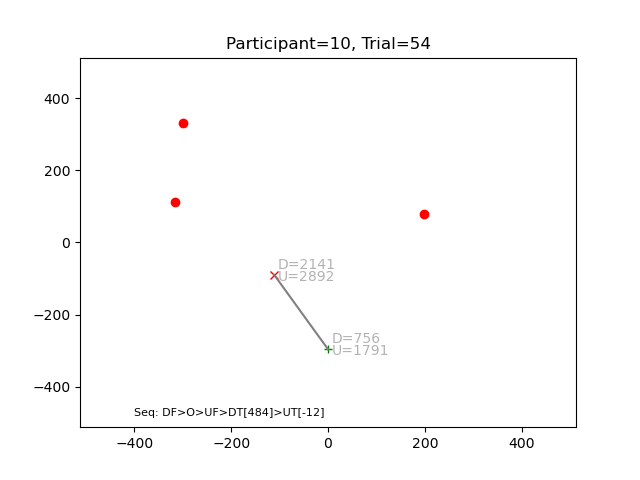 Participant=10, Trial=54
400
200
0
−200
−400
D=2141
U=2892
D=756
U=1791
Seq: DF>O>UF>DT[484]>UT[-12]
−400
−200
0
200
400